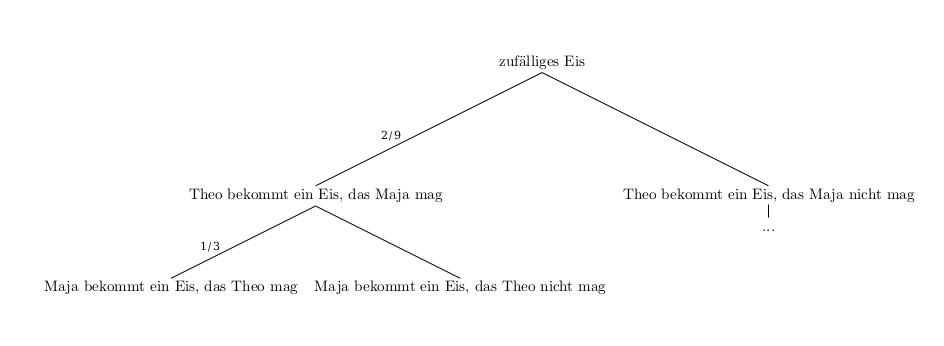 zufälliges Eis
2/9
Theo bekommt ein Eis, das Maja mag
Theo bekommt ein Eis, das Maja nicht mag
...
1/3
Maja bekommt ein Eis, das Theo mag
Maja bekommt ein Eis, das Theo nicht mag